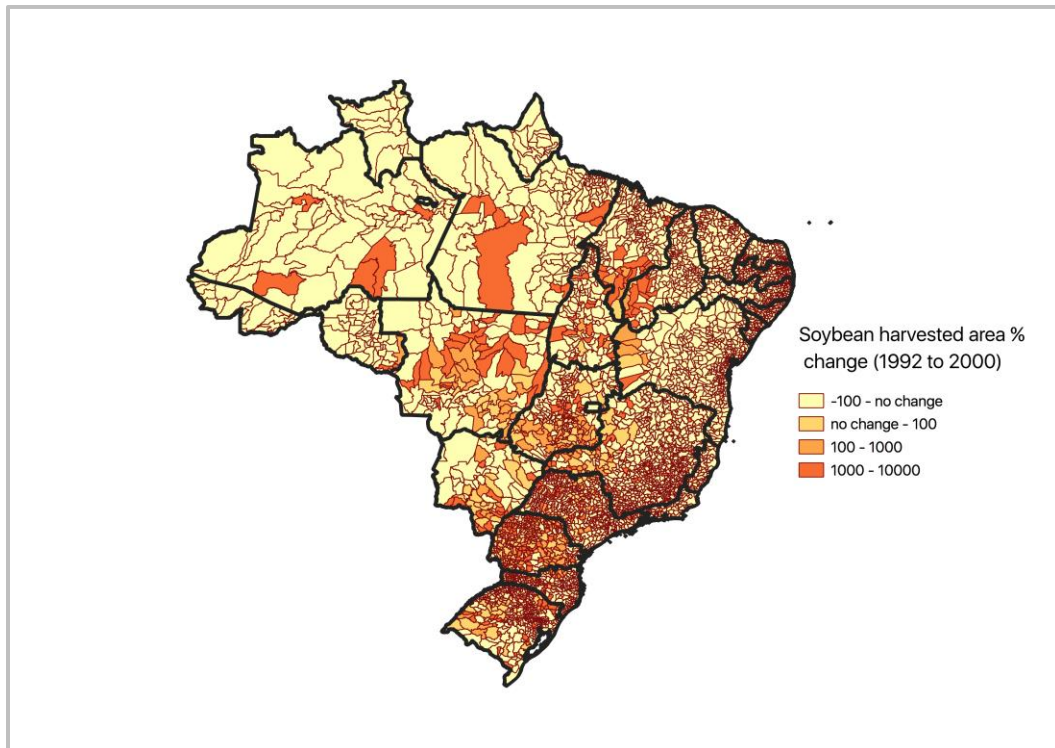 Soybean harvested area %
change (1992 to 2000)
-100 - no change
no change - 100
100 - 1000
1000 - 10000